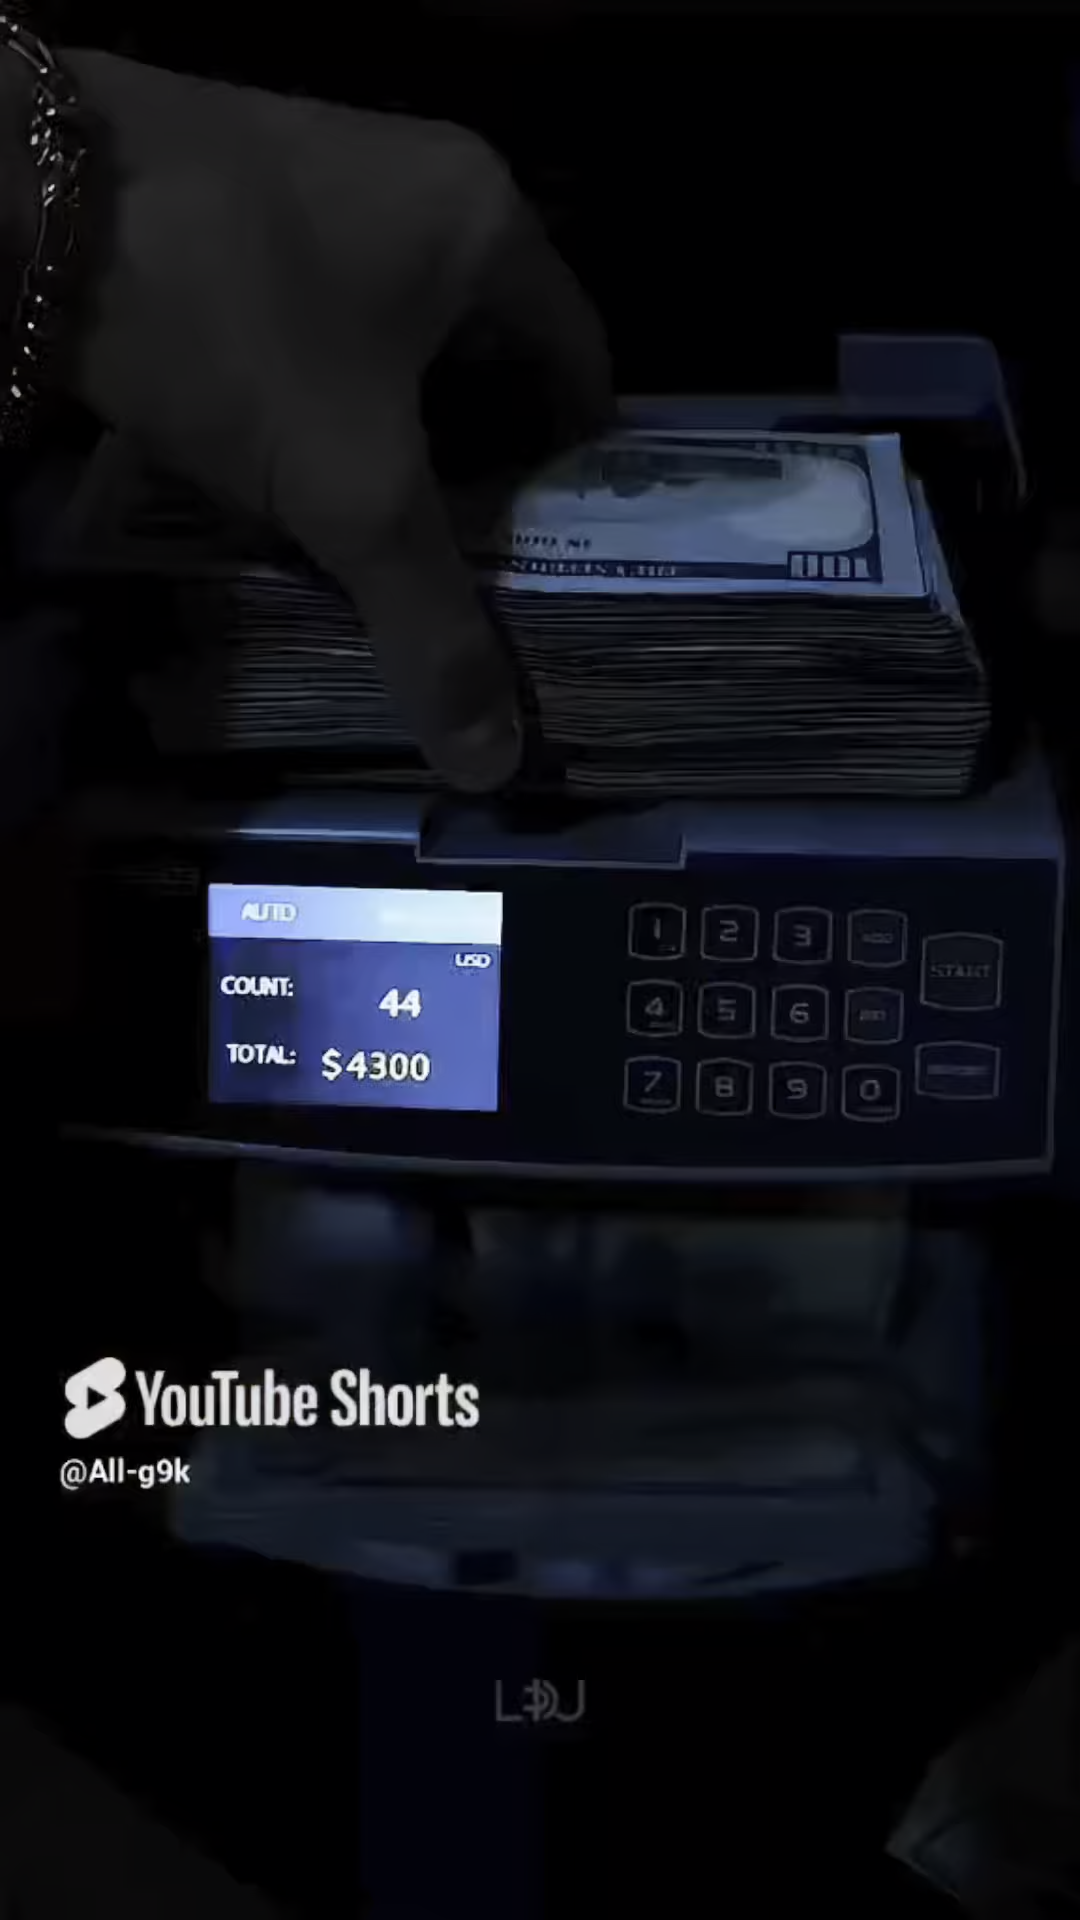 100
AUTO
USD
COUNT: 44
TOTAL: $4300
1 2 3
START
4 5 6
7 8 9 0
YouTube Shorts
@All-g9k